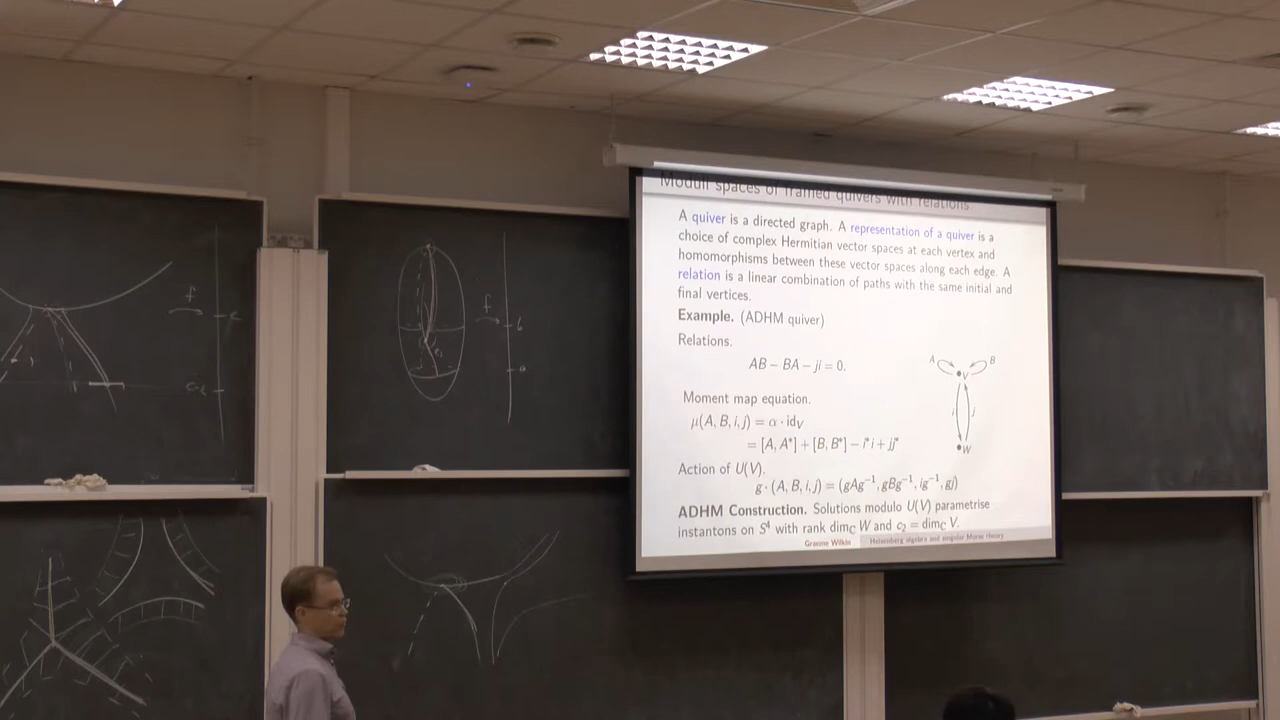 Moduli spaces of framed quivers with relations
A quiver is a directed graph. A representation of a quiver is a
choice of complex Hermitian vector spaces at each vertex and
homomorphisms between these vector spaces along each edge. A
relation is a linear combination of paths with the same initial and
final vertices.
Example. (ADHM quiver)
Relations.
AB − BA − ji = 0.
A B
V
i j
W
Moment map equation.
μ(A, B, i, j) = α · id_V
= [A, A*] + [B, B*] − i*i + jj*
Action of U(V).
g · (A, B, i, j) = (gAg⁻¹, gBg⁻¹, ig⁻¹, gj)
ADHM Construction. Solutions modulo U(V) parametrise
instantons on S⁴ with rank dim_C W and c₂ = dim_C V.
Graeme Wilkin Heisenberg algebra and singular Morse theory
f
f
b
a